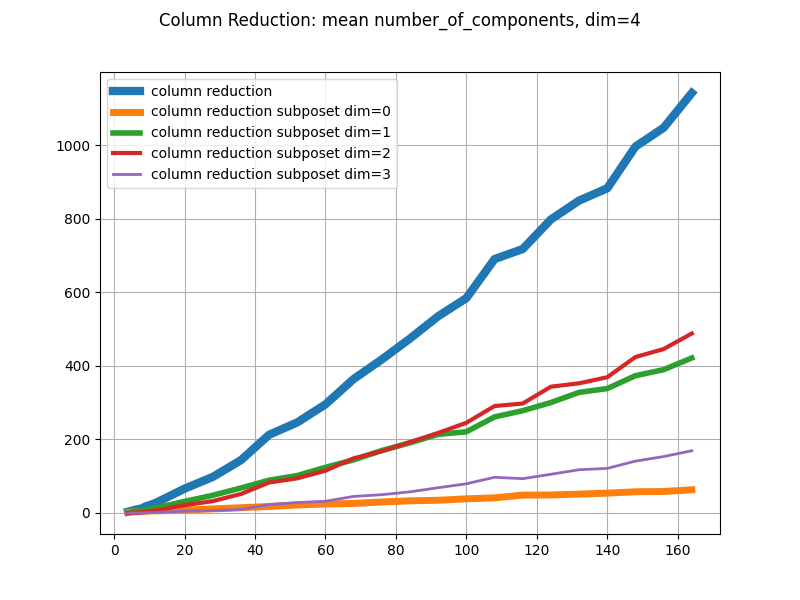 Column Reduction: mean number_of_components, dim=4
column reduction
column reduction subposet dim=0
column reduction subposet dim=1
column reduction subposet dim=2
column reduction subposet dim=3
1000
800
600
400
200
0
0 20 40 60 80 100 120 140 160